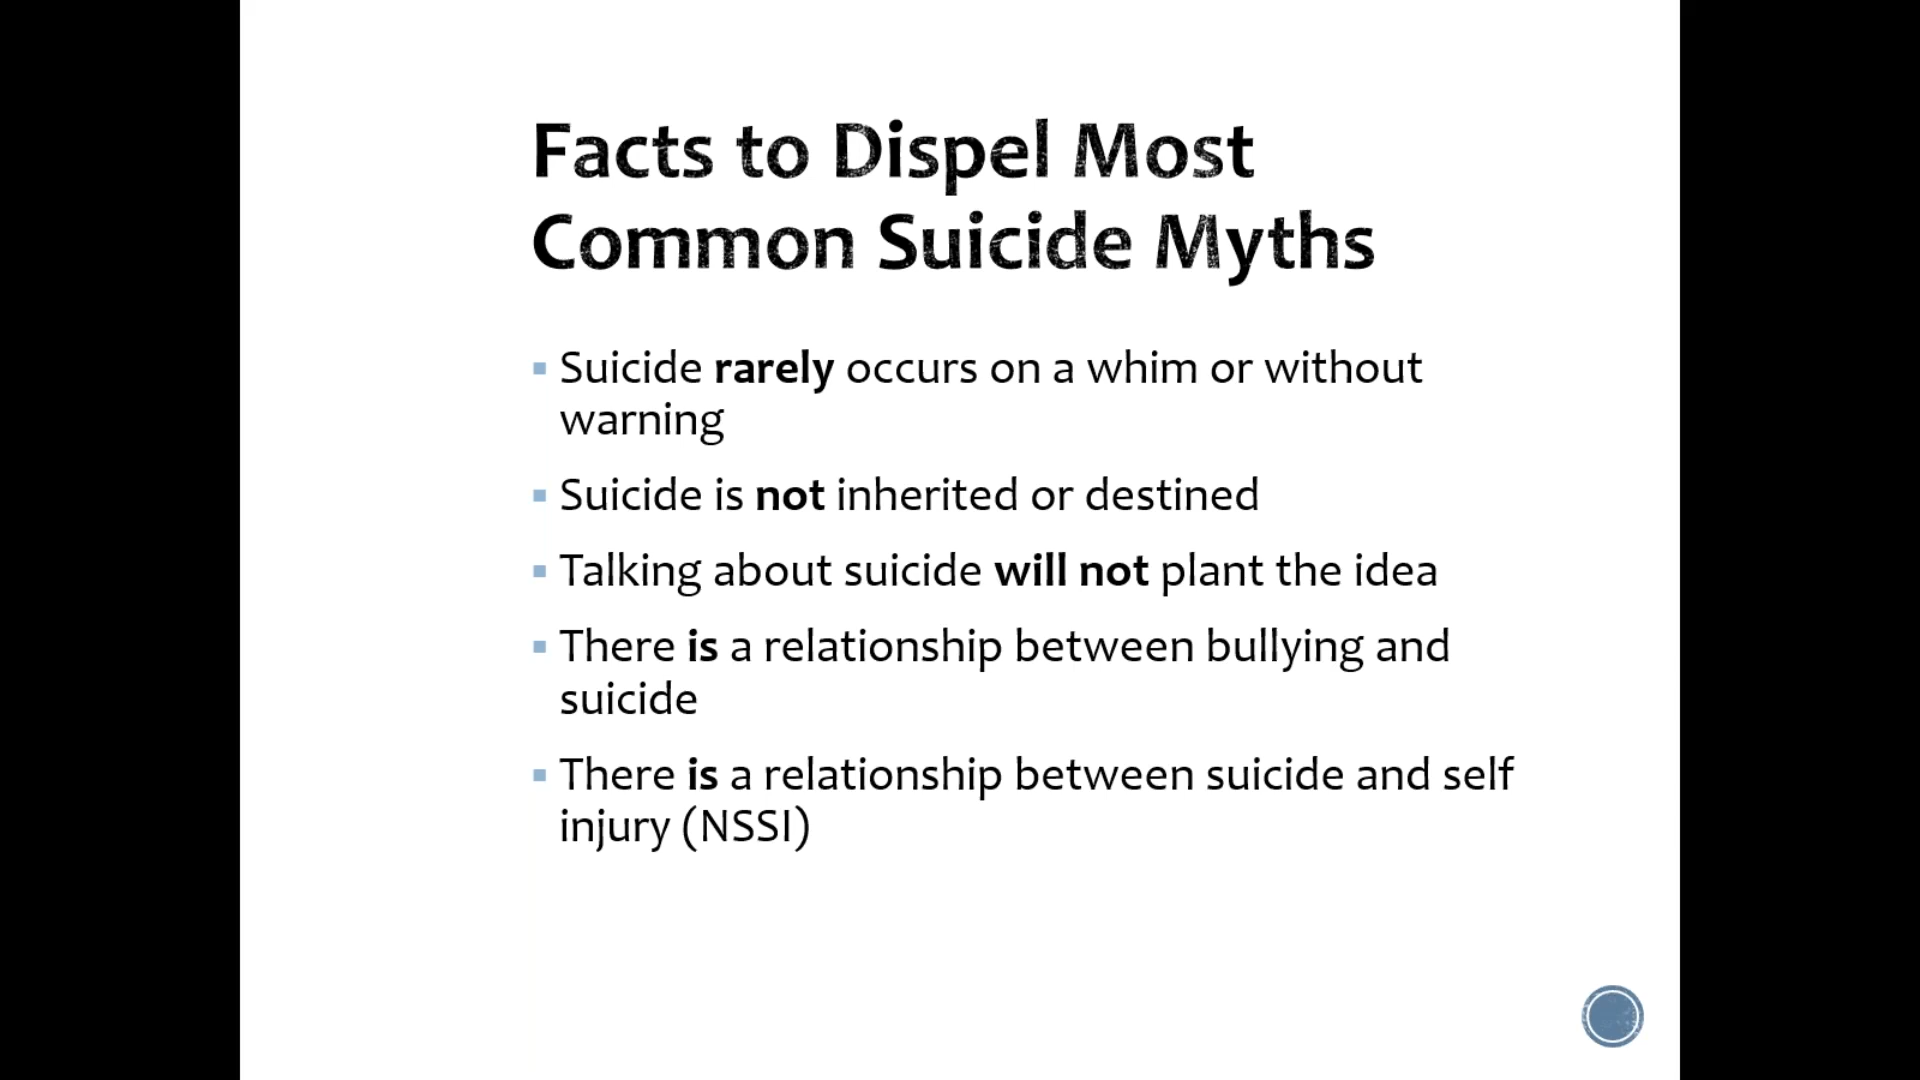 Facts to Dispel Most
Common Suicide Myths
Suicide rarely occurs on a whim or without
warning
Suicide is not inherited or destined
Talking about suicide will not plant the idea
There is a relationship between bullying and
suicide
There is a relationship between suicide and self
injury (NSSI)